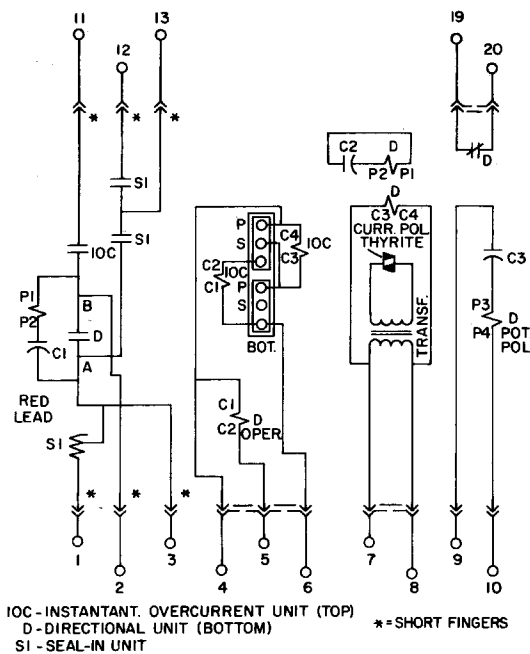 11
12
13
19
20
* * *
SI
C2 D
P2 P1
D
D
C3 C4
CURR. POL.
THYRITE
P
S
C4
C3
IOC
SI
IOC
C2
C1
IOC
P
S
BOT.
C3
P1
P2
B
D
C1
A
TRANSF.
P3
P4
D
POT
POL
RED
LEAD
C1
C2
D
OPER
SI
* * *
1
2
3
4
5
6
7
8
9
10
IOC - INSTANTANT. OVERCURRENT UNIT (TOP)
D - DIRECTIONAL UNIT (BOTTOM)
SI - SEAL-IN UNIT
* = SHORT FINGERS